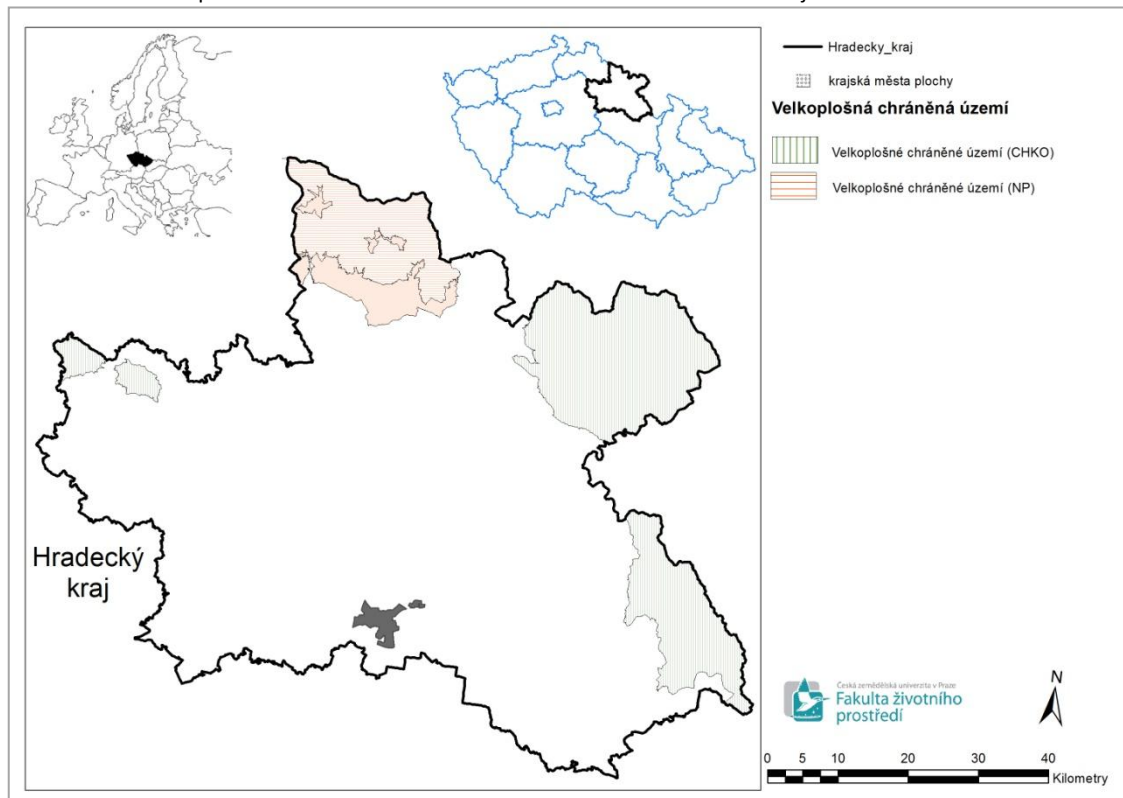 Hradecky_kraj
krajská města plochy
Velkoplošná chráněná území
Velkoplošné chráněné území (CHKO)
Velkoplošné chráněné území (NP)
Hradecký
kraj
Česká zemědělská univerzita v Praze
Fakulta životního
prostředí
N
0 5 10 20 30 40
Kilometry